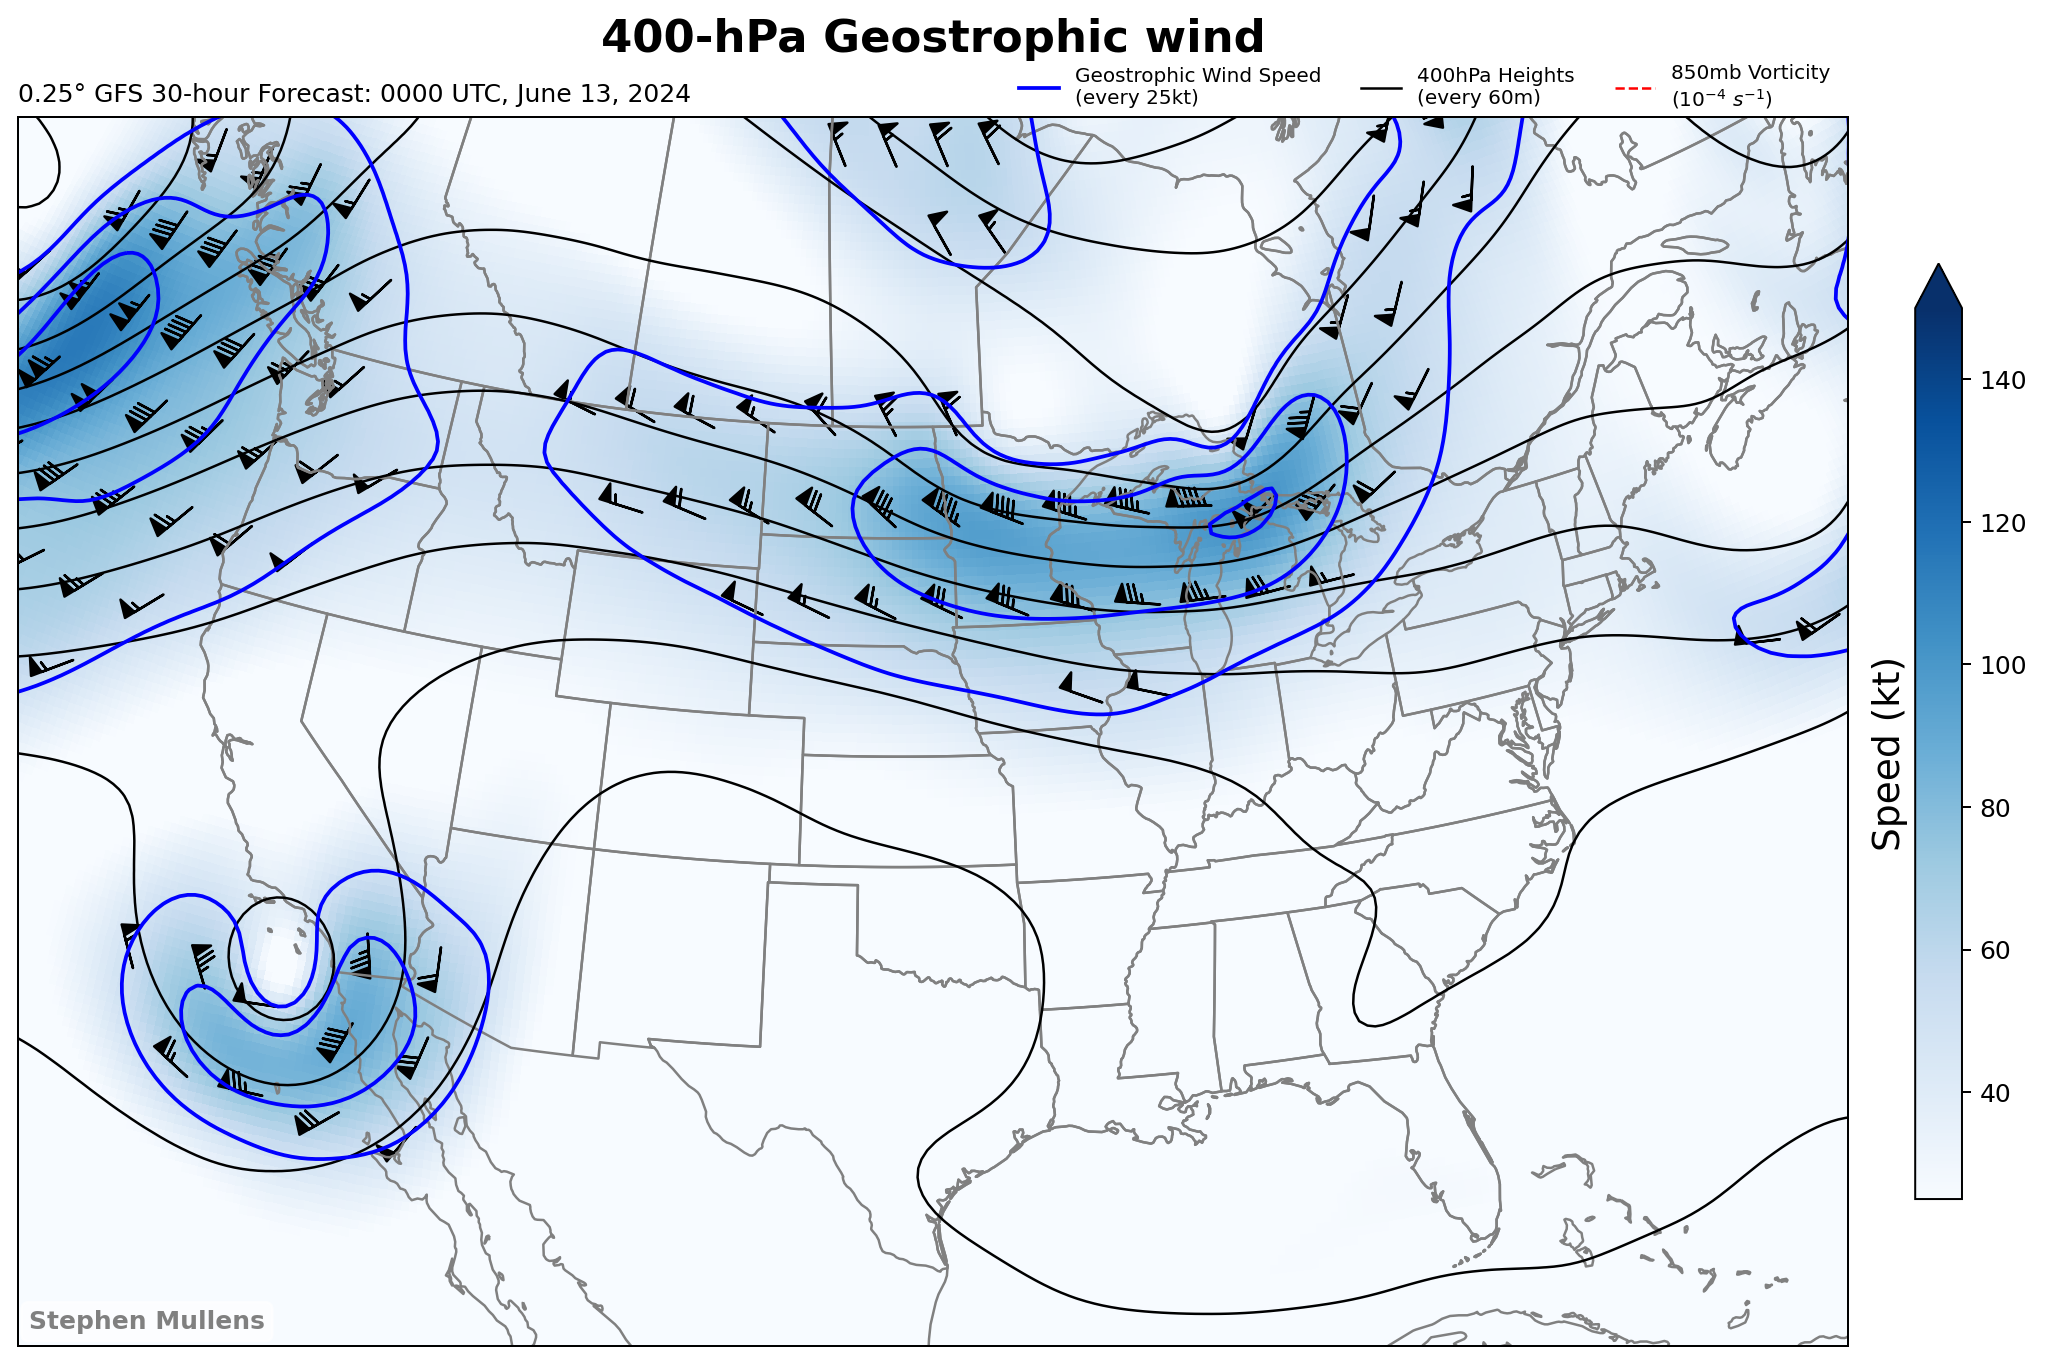 400-hPa Geostrophic wind
0.25° GFS 30-hour Forecast: 0000 UTC, June 13, 2024
Geostrophic Wind Speed
(every 25kt)
400hPa Heights
(every 60m)
850mb Vorticity
(10⁻⁴ s⁻¹)
140
120
100
80
60
40
Speed (kt)
Stephen Mullens